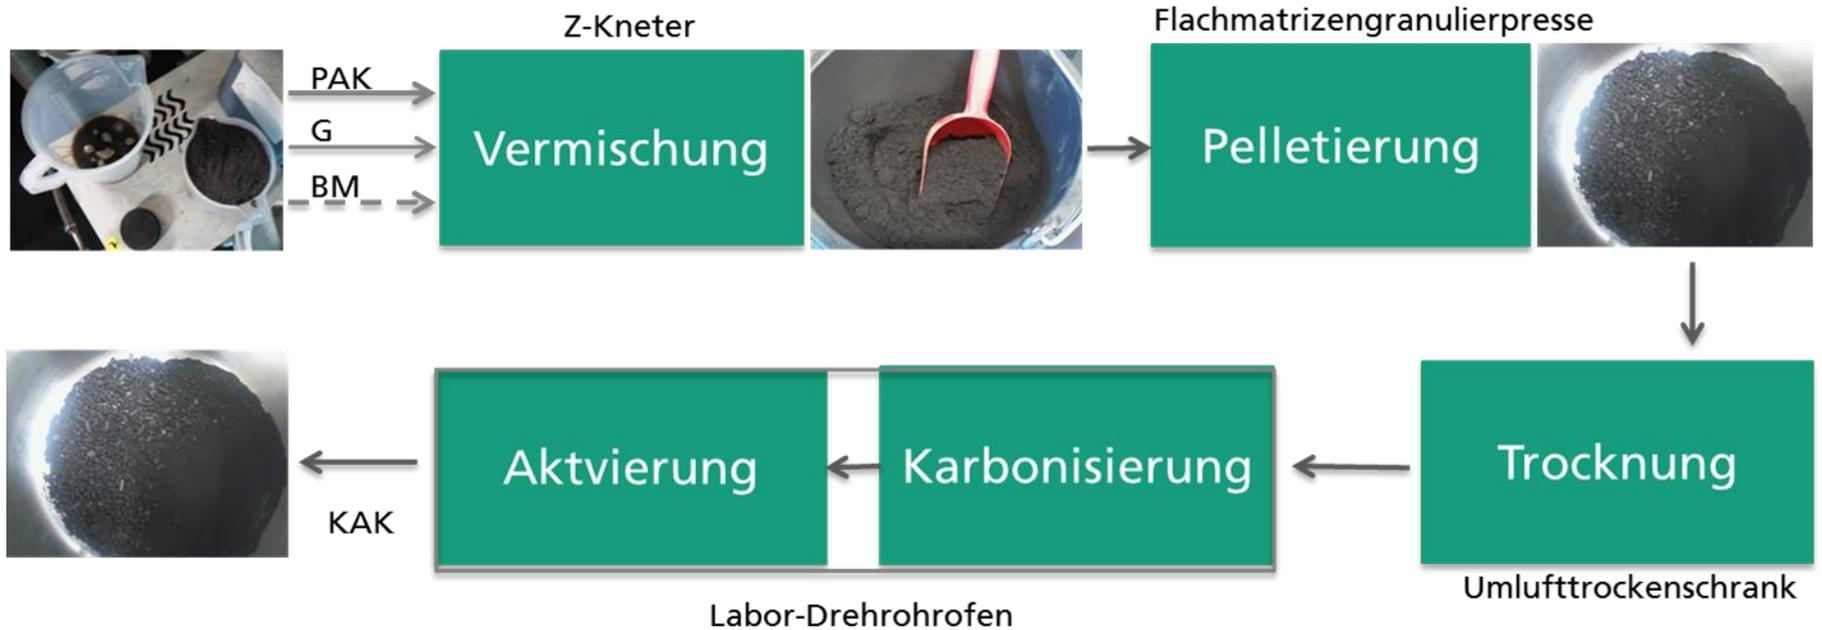 Z-Kneter
Flachmatrizengranulierpresse
PAK
G
BM
Vermischung
Pelletierung
Aktvierung
Karbonisierung
Trocknung
KAK
Umlufttrockenschrank
Labor-Drehrohrofen